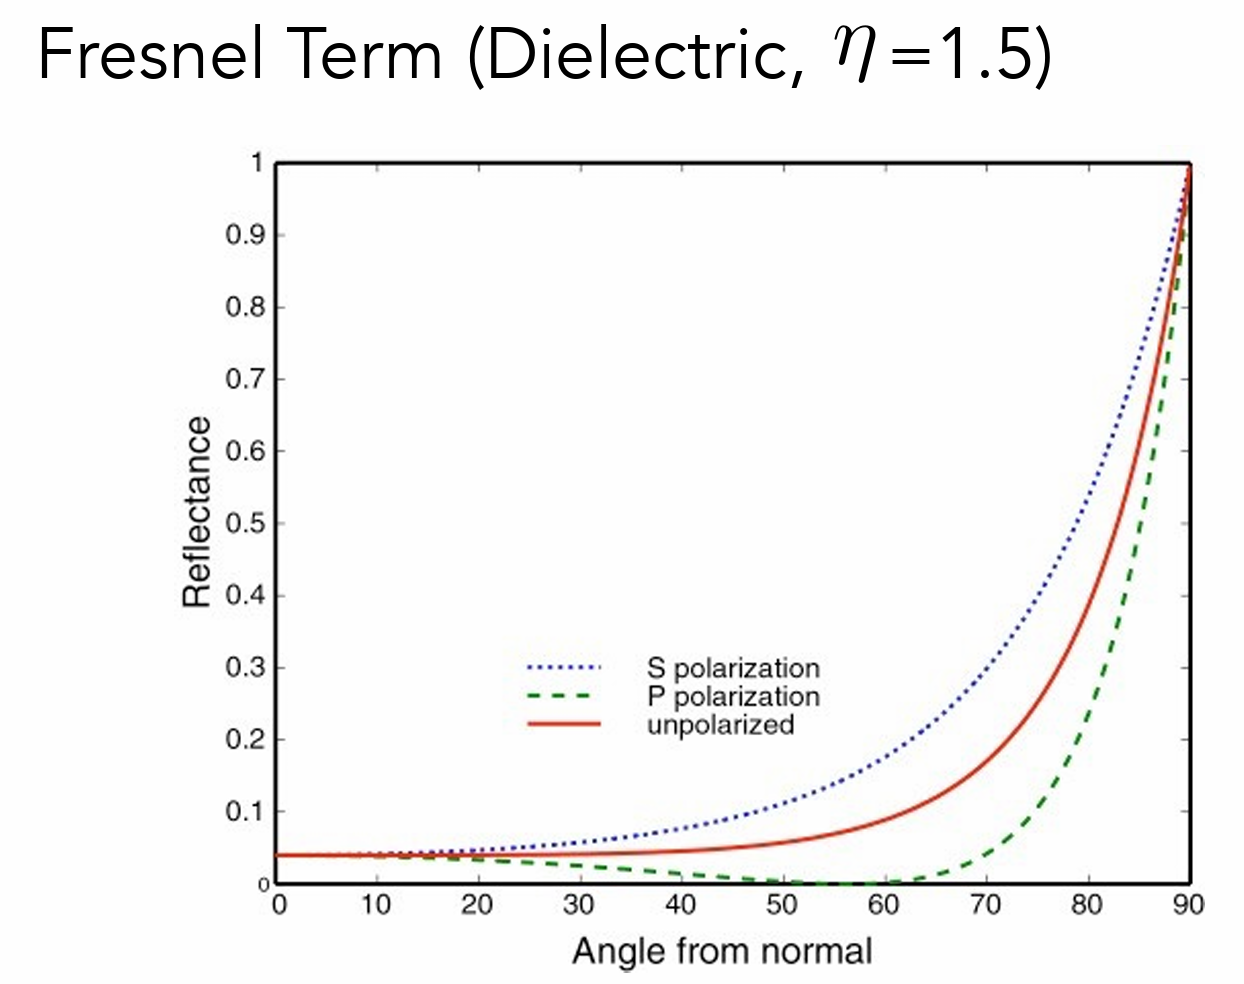 Fresnel Term (Dielectric, η=1.5)
1
0.9
0.8
0.7
0.6
0.5
0.4
0.3
0.2
0.1
0
Reflectance
S polarization
P polarization
unpolarized
0 10 20 30 40 50 60 70 80 90
Angle from normal